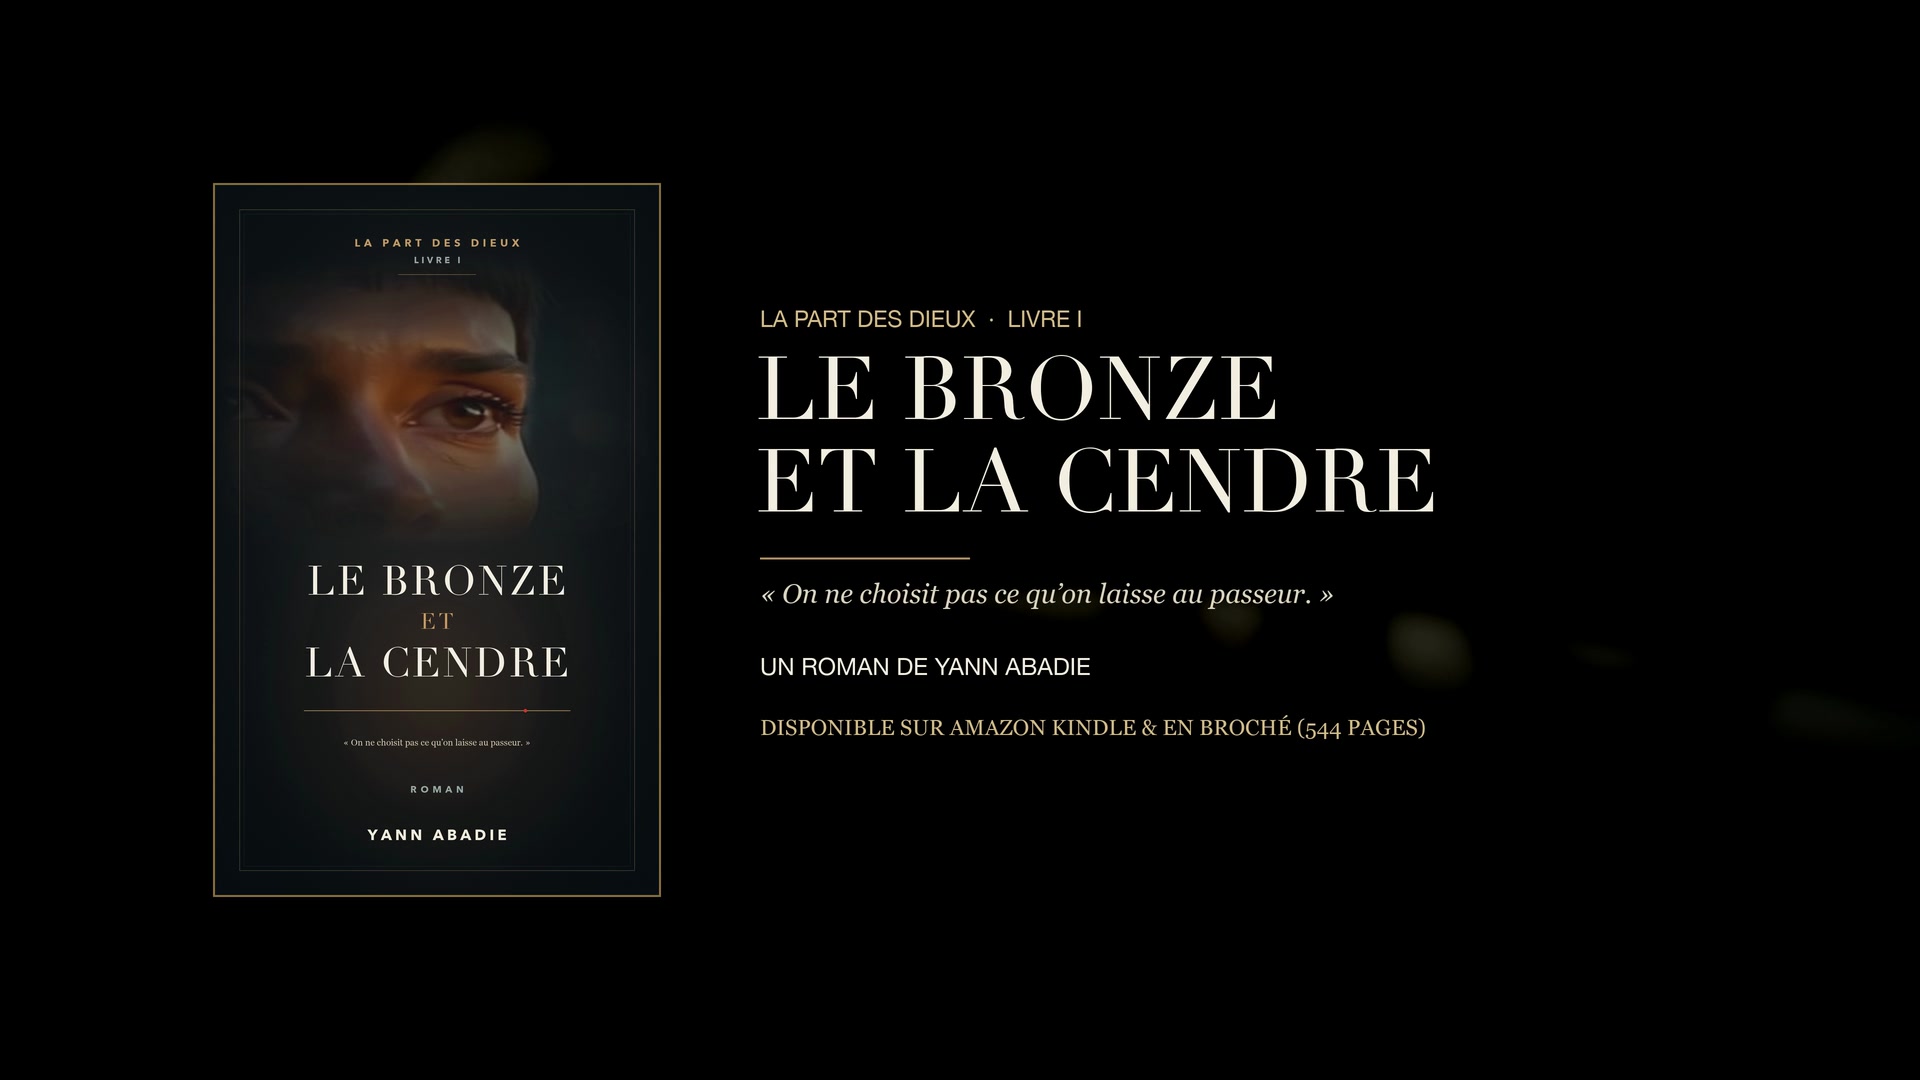 LA PART DES DIEUX
LIVRE I
LE BRONZE
ET
LA CENDRE
« On ne choisit pas ce qu’on laisse au passeur. »
ROMAN
YANN ABADIE
LA PART DES DIEUX · LIVRE I
LE BRONZE
ET LA CENDRE
« On ne choisit pas ce qu’on laisse au passeur. »
UN ROMAN DE YANN ABADIE
DISPONIBLE SUR AMAZON KINDLE & EN BROCHÉ (544 PAGES)